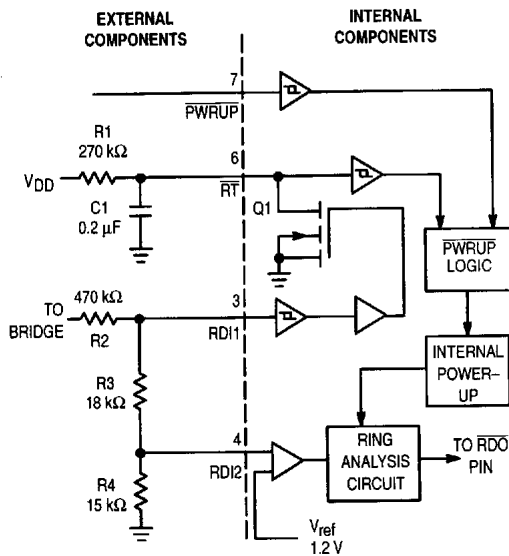 EXTERNAL
COMPONENTS
INTERNAL
COMPONENTS
7
PWRUP
R1
270 kΩ
VDD
6
RT
C1
0.2 µF
Q1
PWRUP
LOGIC
TO
BRIDGE
470 kΩ
R2
3
RDI1
INTERNAL
POWER–
UP
R3
18 kΩ
4
RDI2
RING
ANALYSIS
CIRCUIT
TO RDO
PIN
R4
15 kΩ
Vref
1.2 V